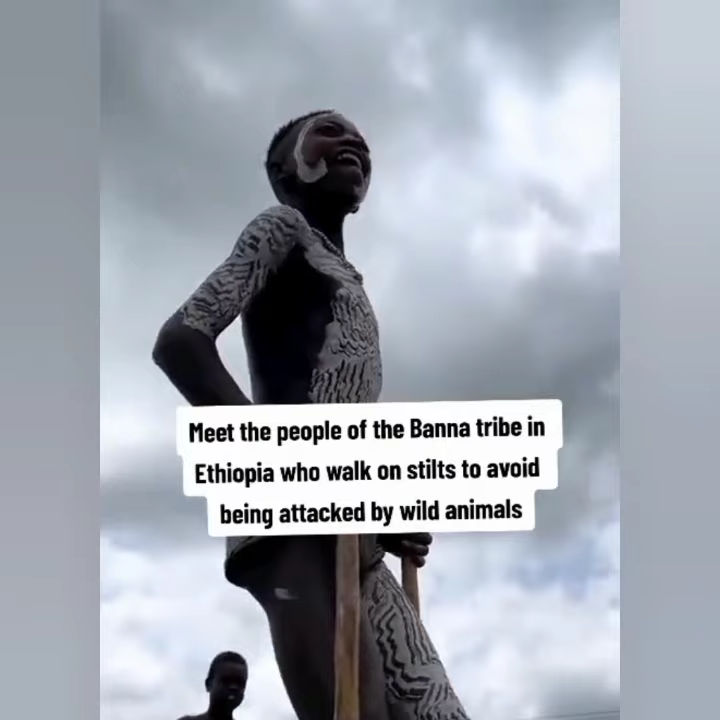 Meet the people of the Banna tribe in
Ethiopia who walk on stilts to avoid
being attacked by wild animals